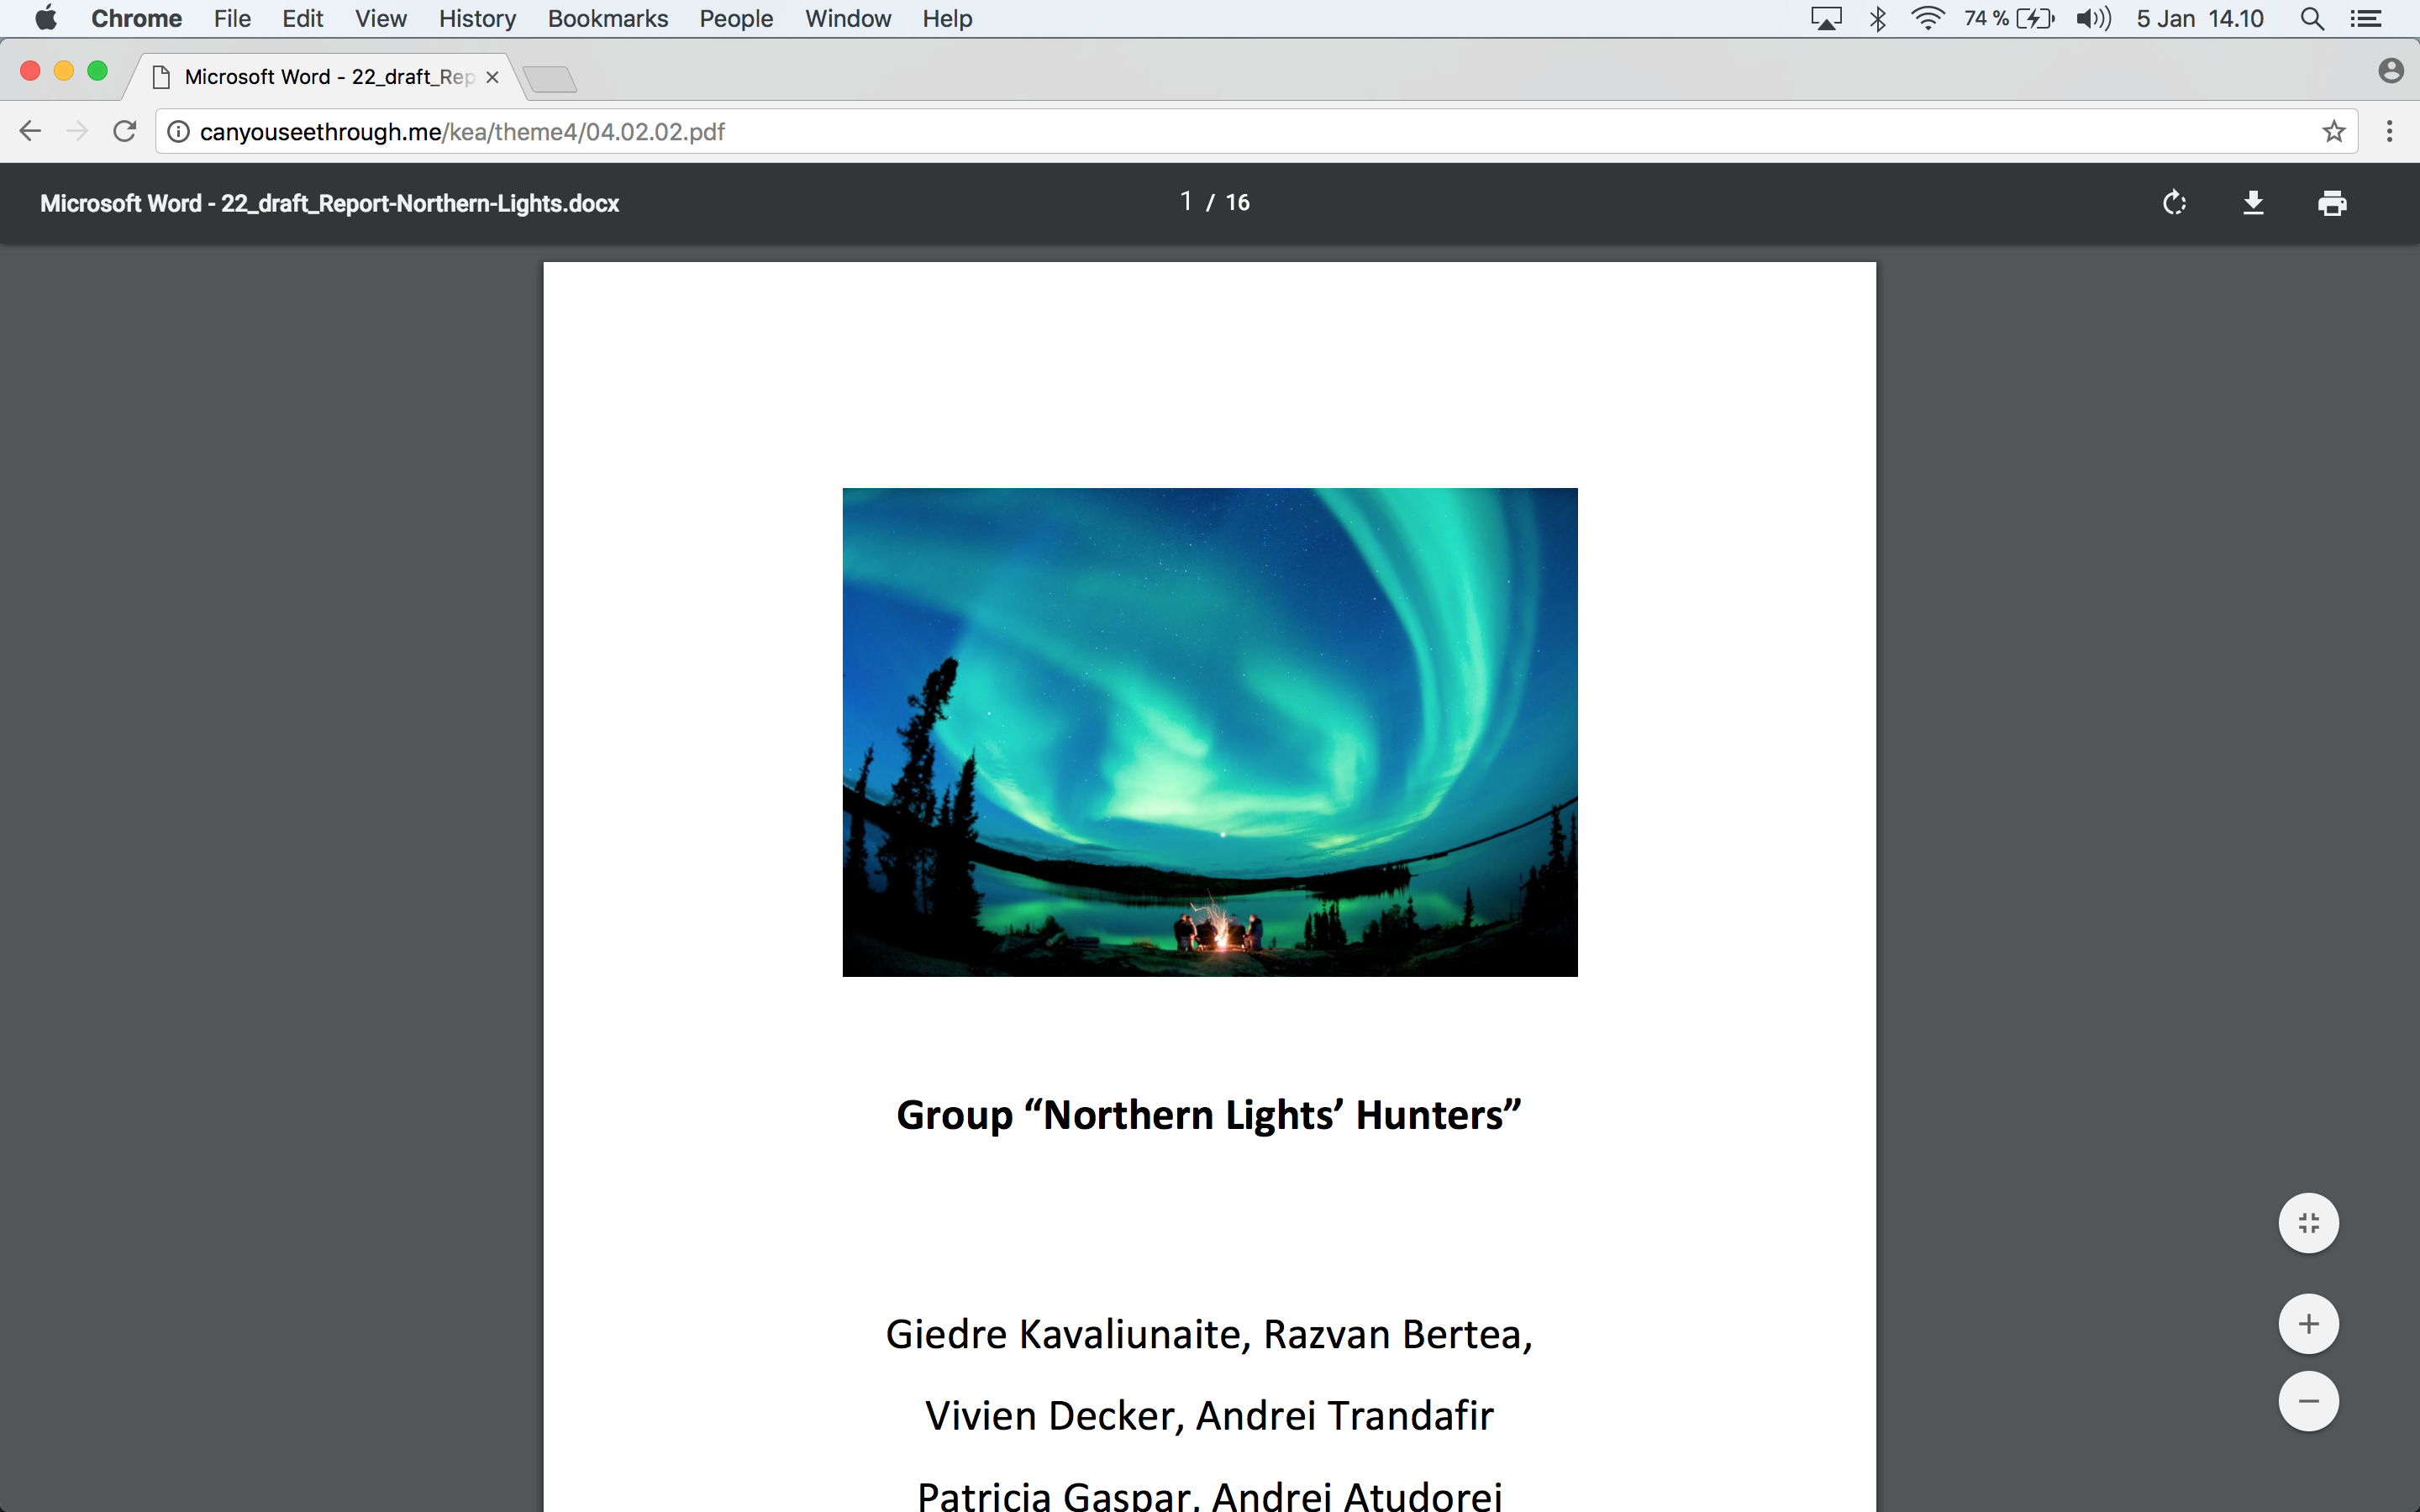 Chrome File Edit View History Bookmarks People Window Help 74 % 5 Jan 14.10
Microsoft Word - 22_draft_Rep
canyouseethrough.me/kea/theme4/04.02.02.pdf
Microsoft Word - 22_draft_Report-Northern-Lights.docx 1 / 16
Group “Northern Lights’ Hunters”
Giedre Kavaliunaite, Razvan Bertea,
Vivien Decker, Andrei Trandafir
Patricia Gaspar, Andrei Atudorei